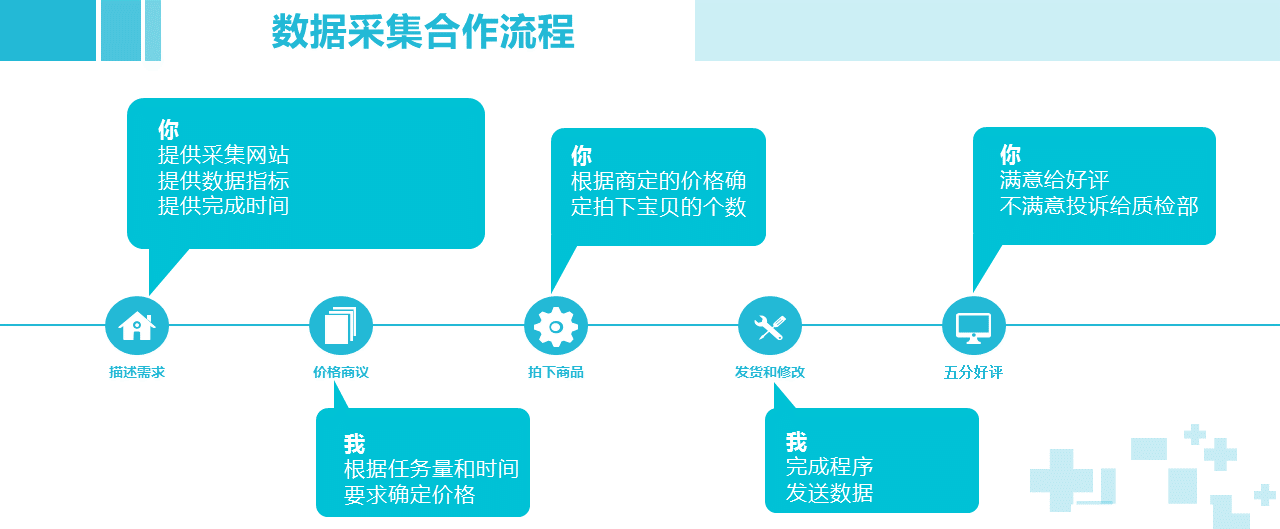 数据采集合作流程
你
提供采集网站
提供数据指标
提供完成时间
你
根据商定的价格确
定拍下宝贝的个数
你
满意给好评
不满意投诉给质检部
描述需求
价格商议
拍下商品
发货和修改
五分好评
我
根据任务量和时间
要求确定价格
我
完成程序
发送数据